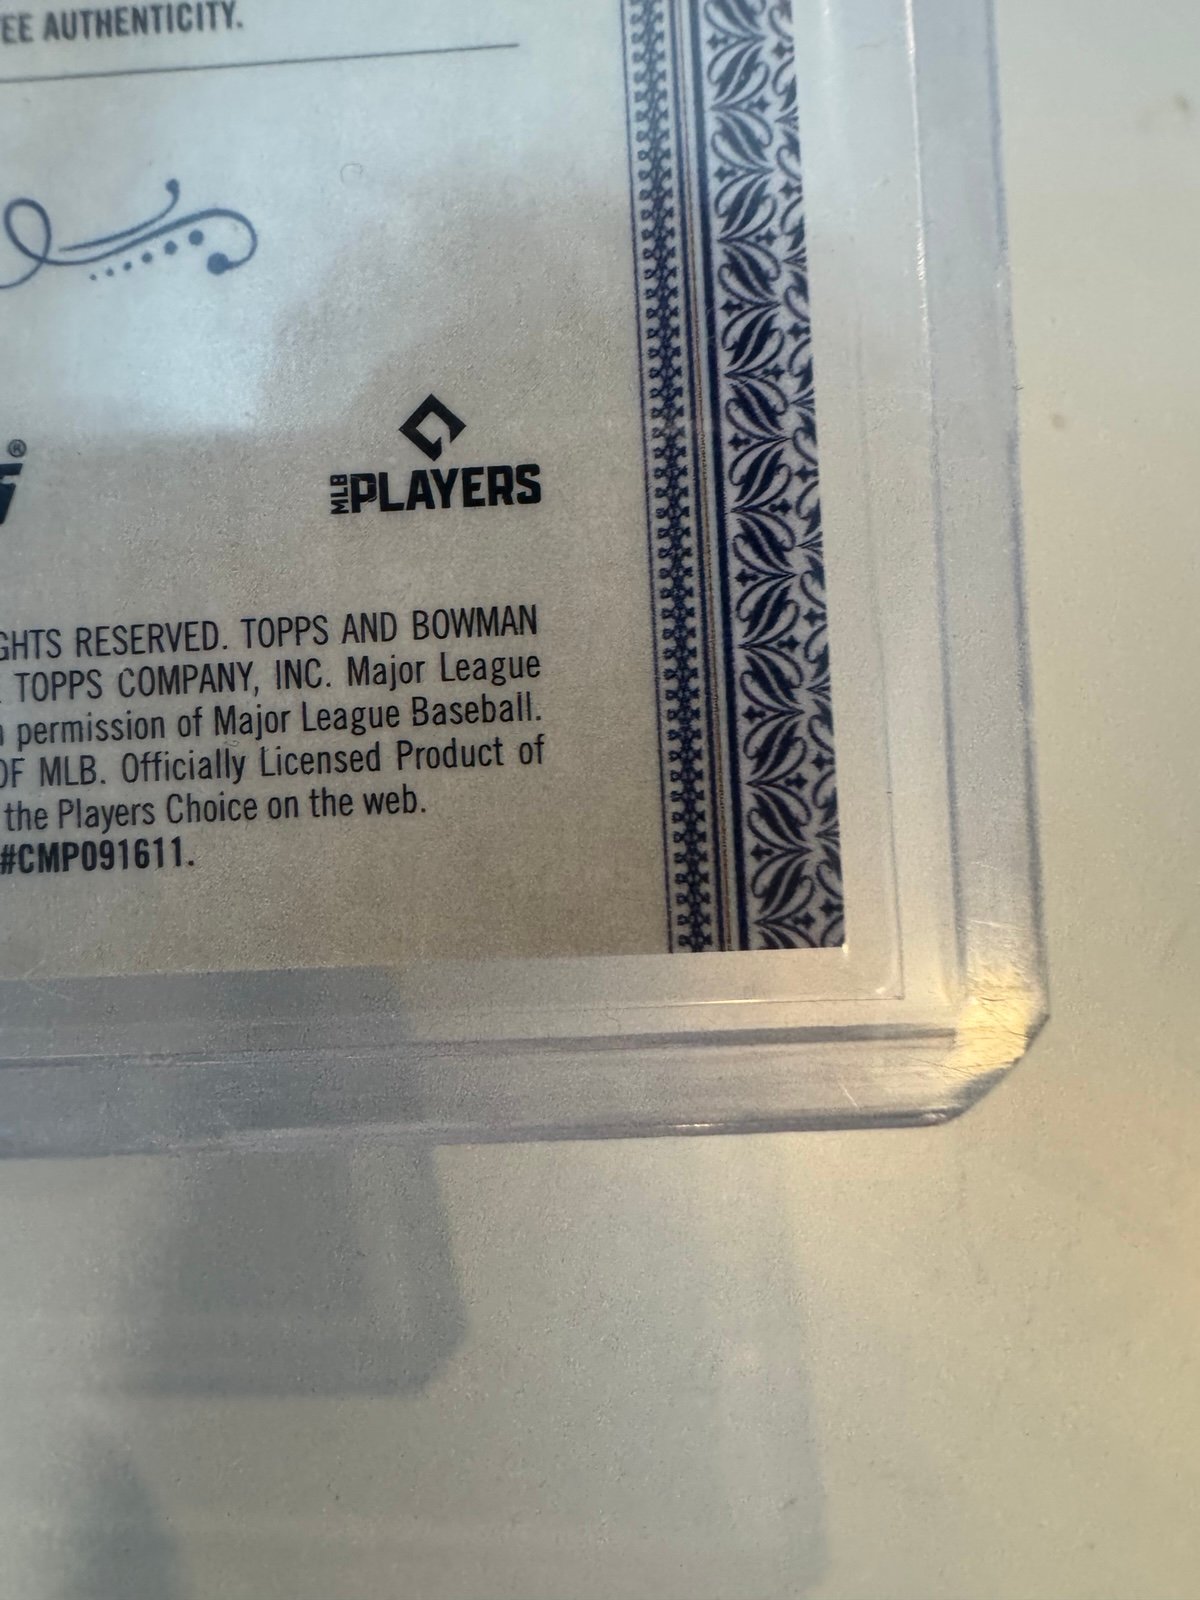 EE AUTHENTICITY.
®
MLB PLAYERS
GHTS RESERVED. TOPPS AND BOWMAN
TOPPS COMPANY, INC. Major League
permission of Major League Baseball.
OF MLB. Officially Licensed Product of
the Players Choice on the web.
#CMP091611.